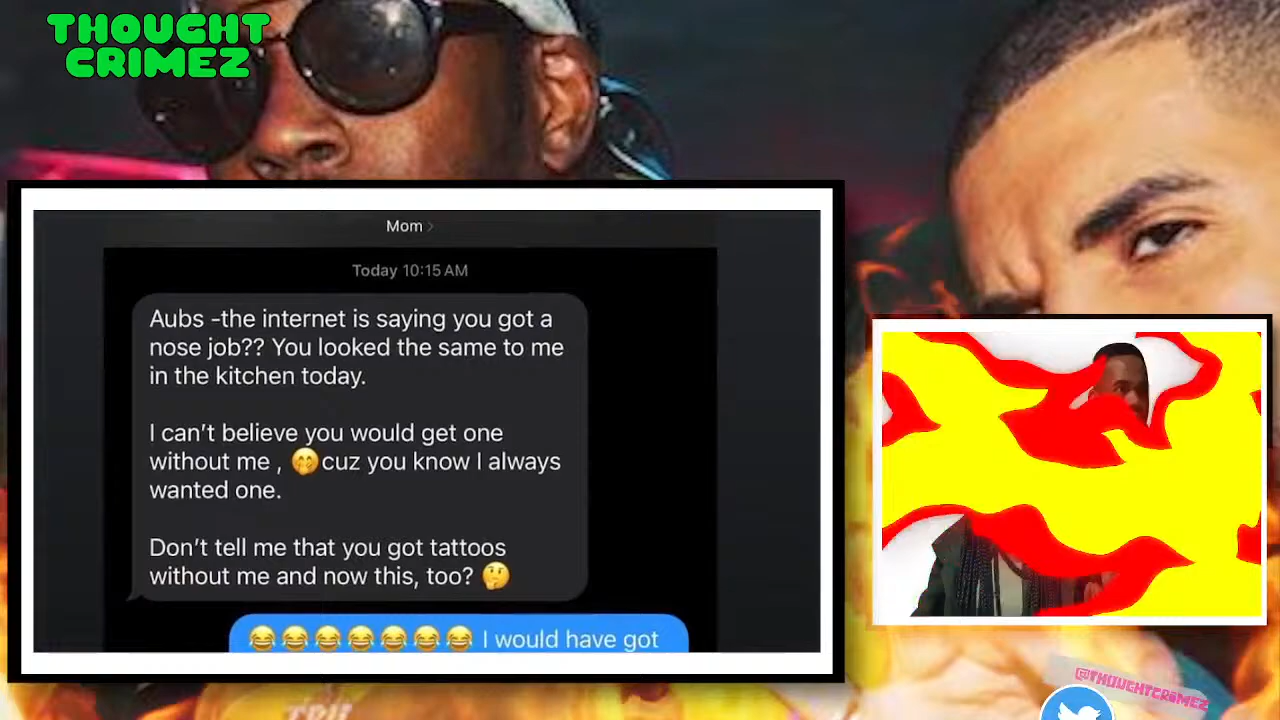 THOUGHT
CRIMEZ
Mom >
Today 10:15 AM
Aubs -the internet is saying you got a
nose job?? You looked the same to me
in the kitchen today.
I can't believe you would get one
without me , 🤭cuz you know I always
wanted one.
Don't tell me that you got tattoos
without me and now this, too? 🤔
😂😂😂😂😂😂😂 I would have got
@THOUGHTCRIMEZ